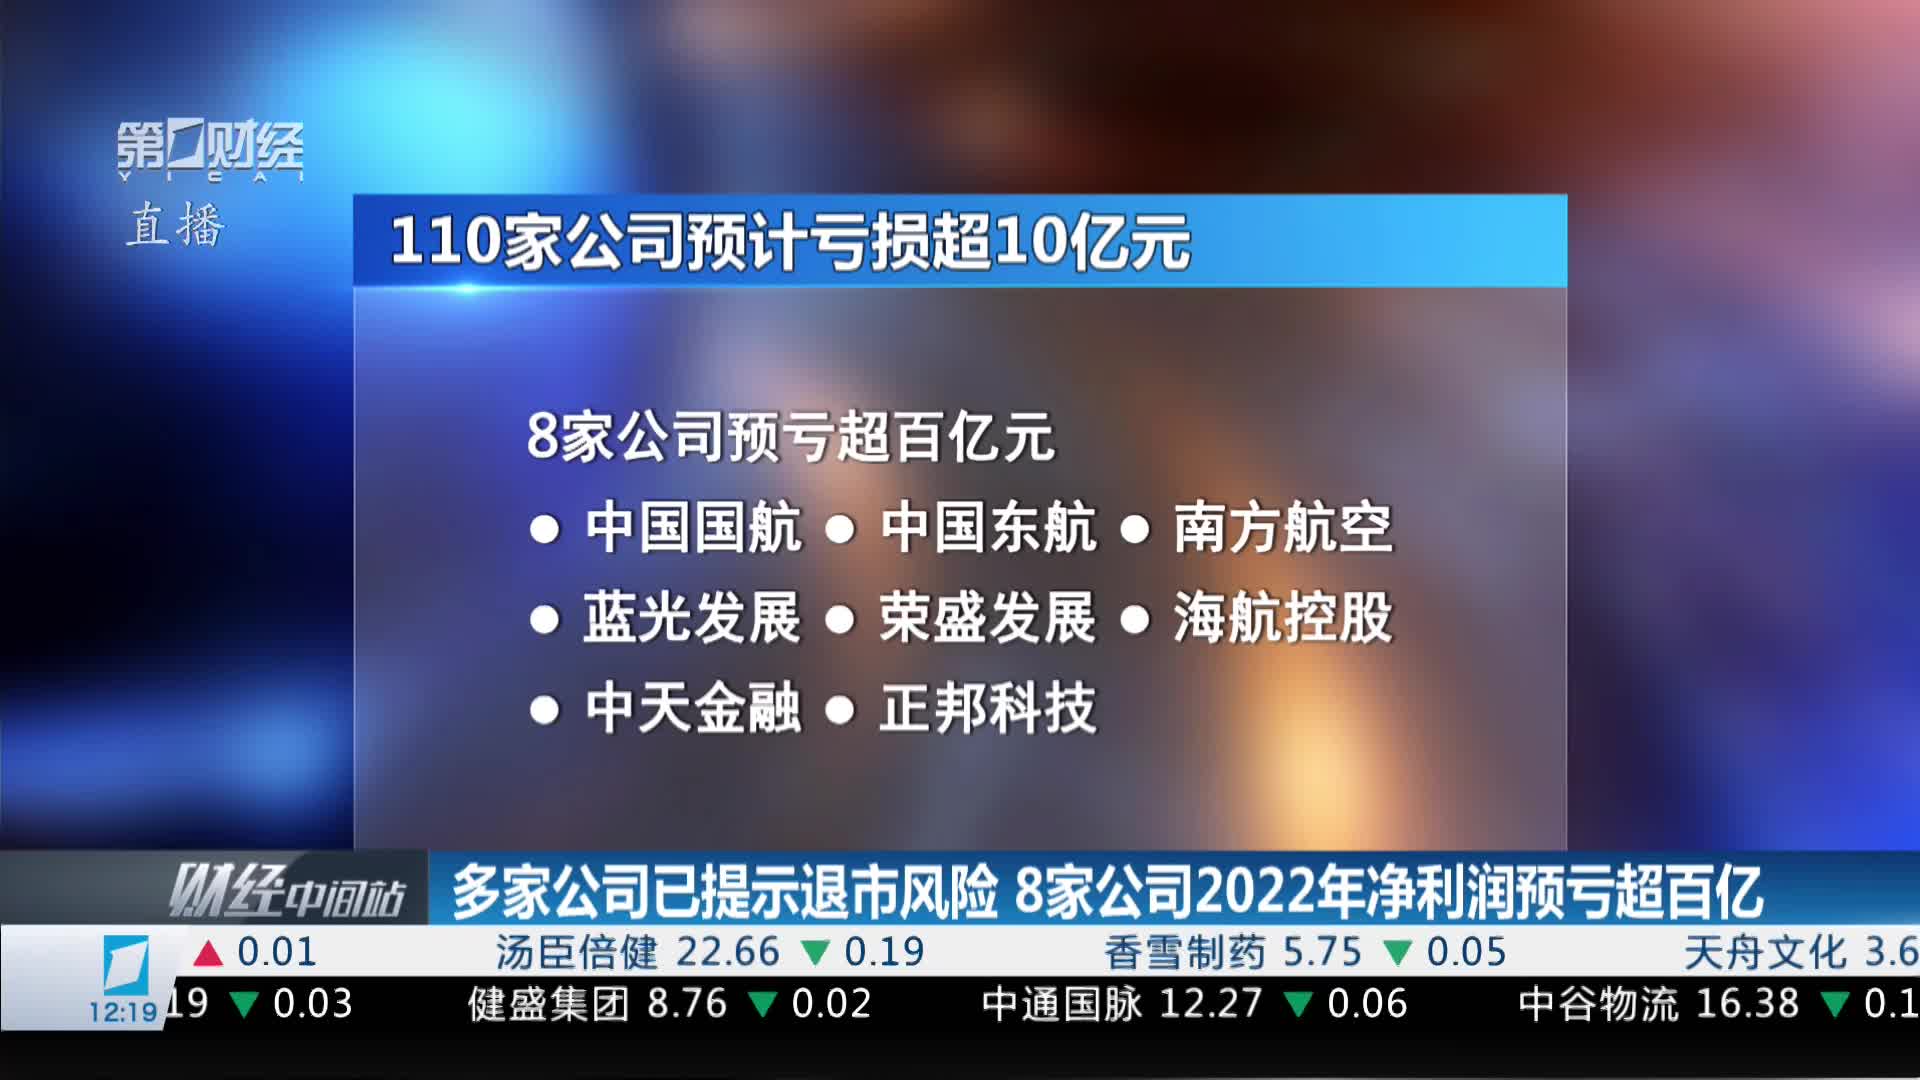 第一财经
YICAI
直播
110家公司预计亏损超10亿元
8家公司预亏超百亿元
● 中国国航 ● 中国东航 ● 南方航空
● 蓝光发展 ● 荣盛发展 ● 海航控股
● 中天金融 ● 正邦科技
财经中间站
多家公司已提示退市风险 8家公司2022年净利润预亏超百亿
▲ 0.01 汤臣倍健 22.66 ▼ 0.19 香雪制药 5.75 ▼ 0.05 天舟文化 3.6
12:19
19 ▼ 0.03 健盛集团 8.76 ▼ 0.02 中通国脉 12.27 ▼ 0.06 中谷物流 16.38 ▼ 0.1